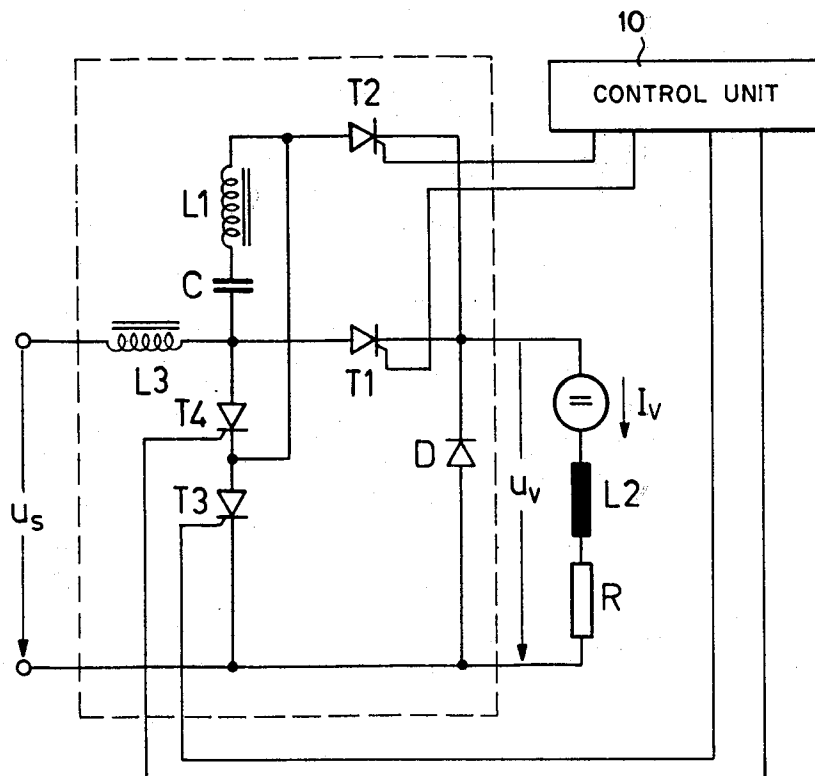 10
CONTROL UNIT
T2
L1
C
L3
T1
T4
T3
D
I_v
u_v
L2
R
u_s